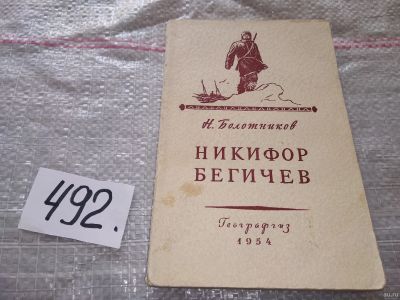 492.
Н. Болотников
НИКИФОР
БЕГИЧЕВ
Географгиз
1954